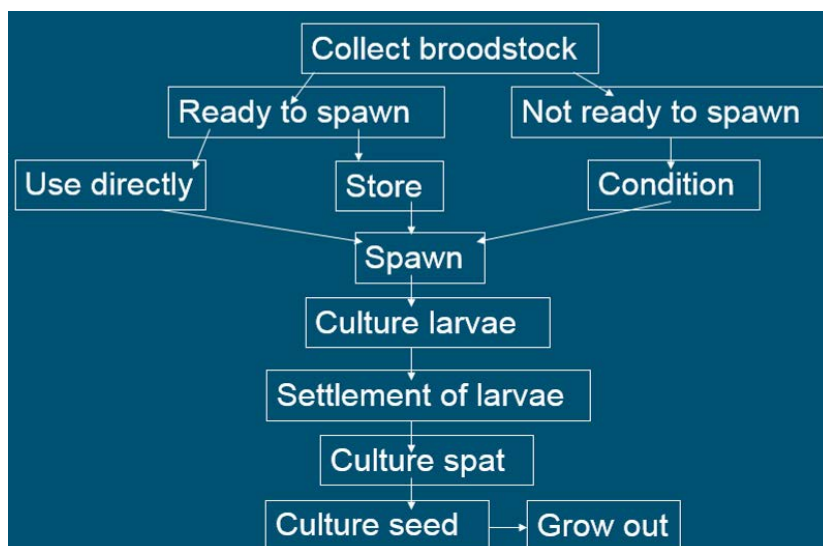 Collect broodstock
Ready to spawn
Not ready to spawn
Use directly
Store
Condition
Spawn
Culture larvae
Settlement of larvae
Culture spat
Culture seed
Grow out